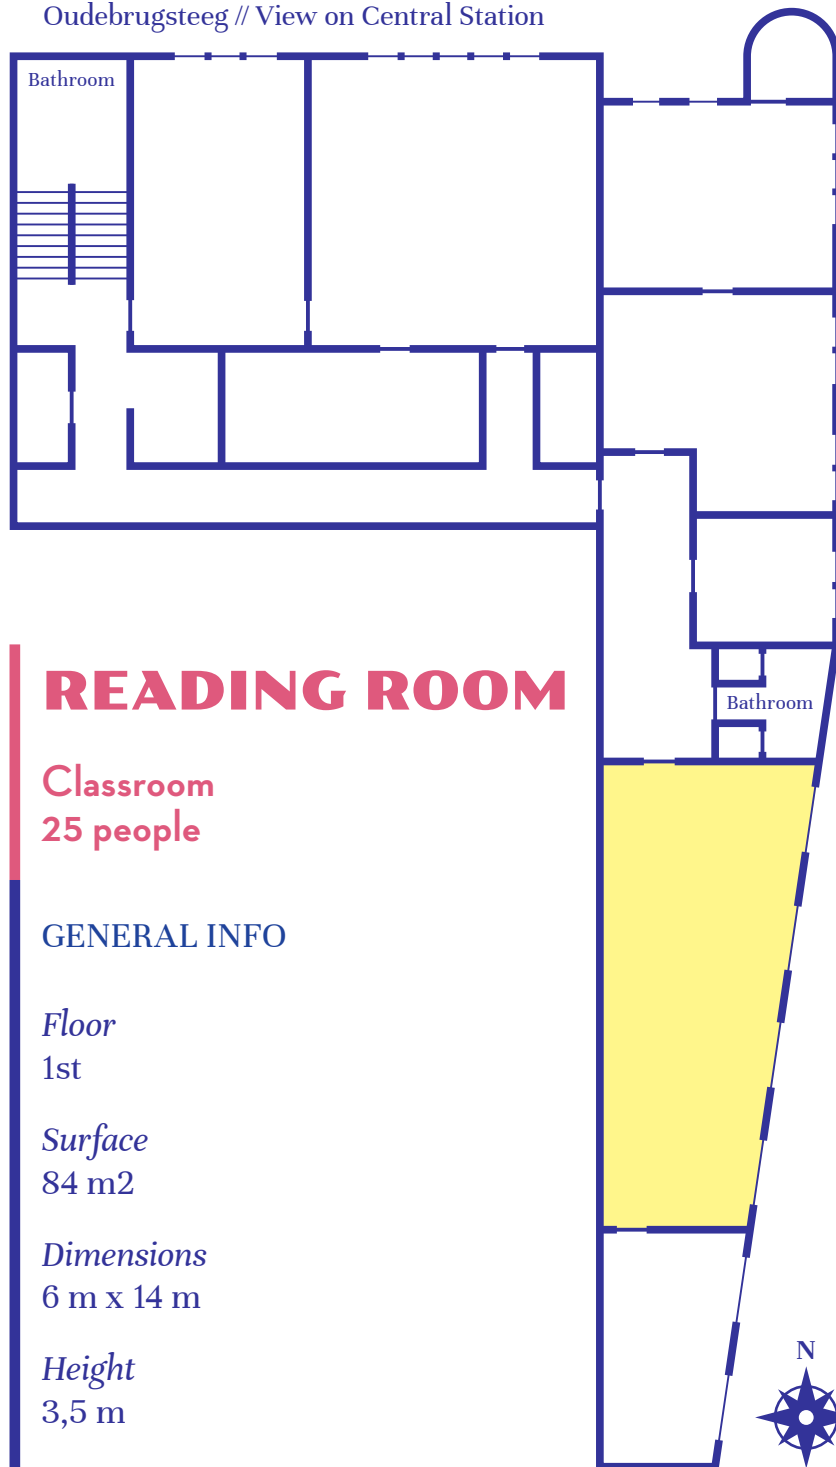 Oudebrugsteeg // View on Central Station
Bathroom
READING ROOM
Bathroom
Classroom
25 people
GENERAL INFO
Floor
1st
Surface
84 m2
Dimensions
6 m x 14 m
N
Height
3,5 m